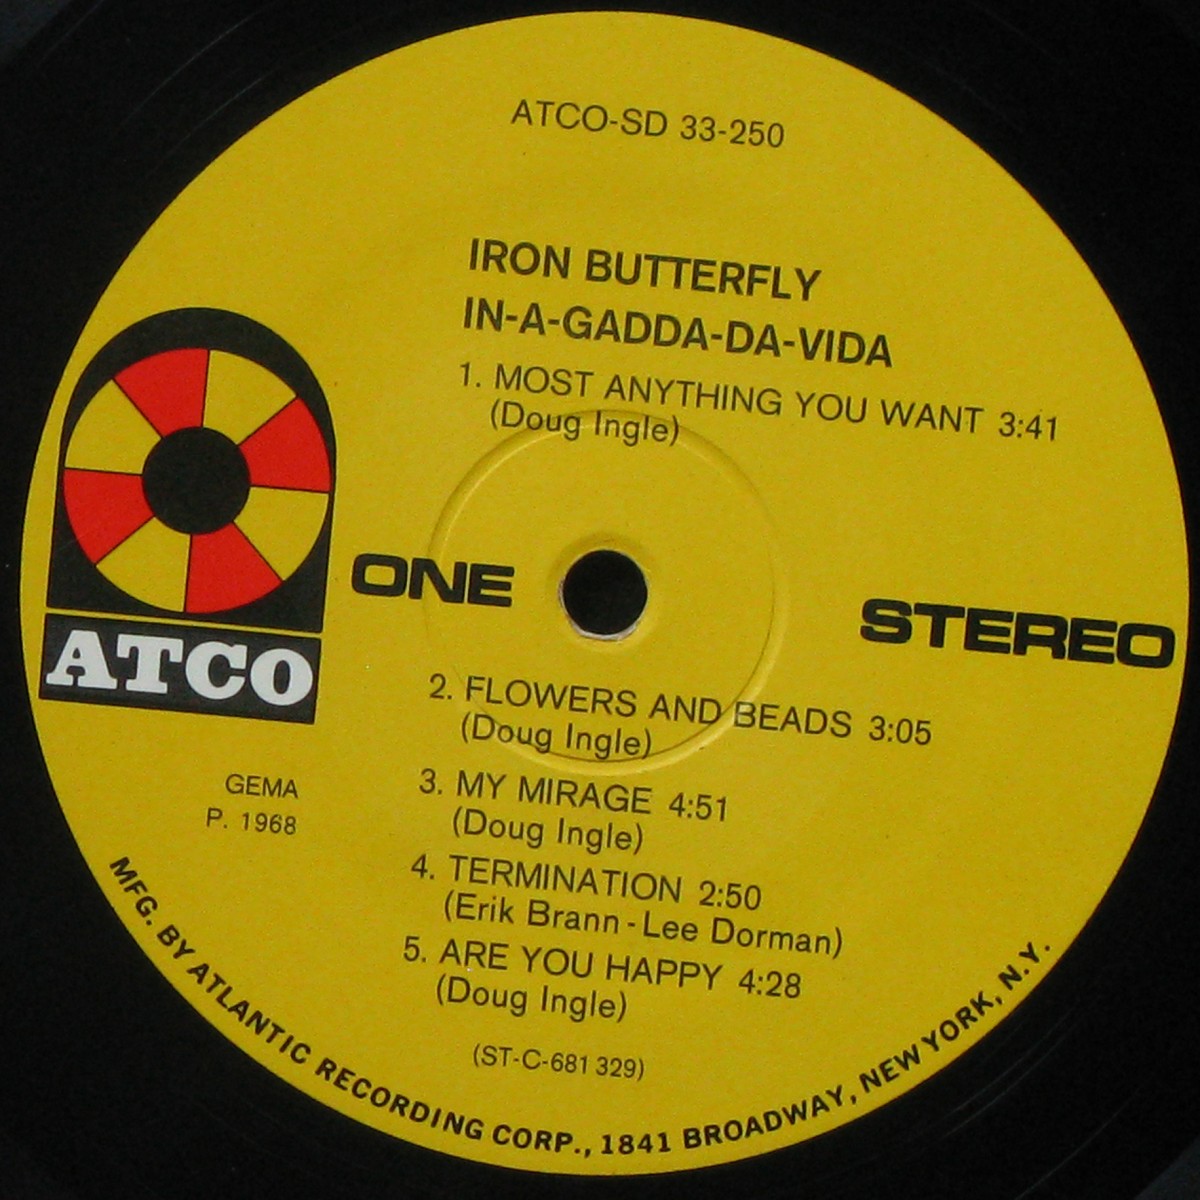 ATCO-SD 33-250
IRON BUTTERFLY
IN-A-GADDA-DA-VIDA
1. MOST ANYTHING YOU WANT 3:41
(Doug Ingle)
ONE
STEREO
ATCO
2. FLOWERS AND BEADS 3:05
(Doug Ingle)
3. MY MIRAGE 4:51
(Doug Ingle)
4. TERMINATION 2:50
(Erik Brann - Lee Dorman)
5. ARE YOU HAPPY 4:28
(Doug Ingle)
(ST-C-681 329)
GEMA
P. 1968
MFG. BY ATLANTIC RECORDING CORP., 1841 BROADWAY, NEW YORK, N.Y.